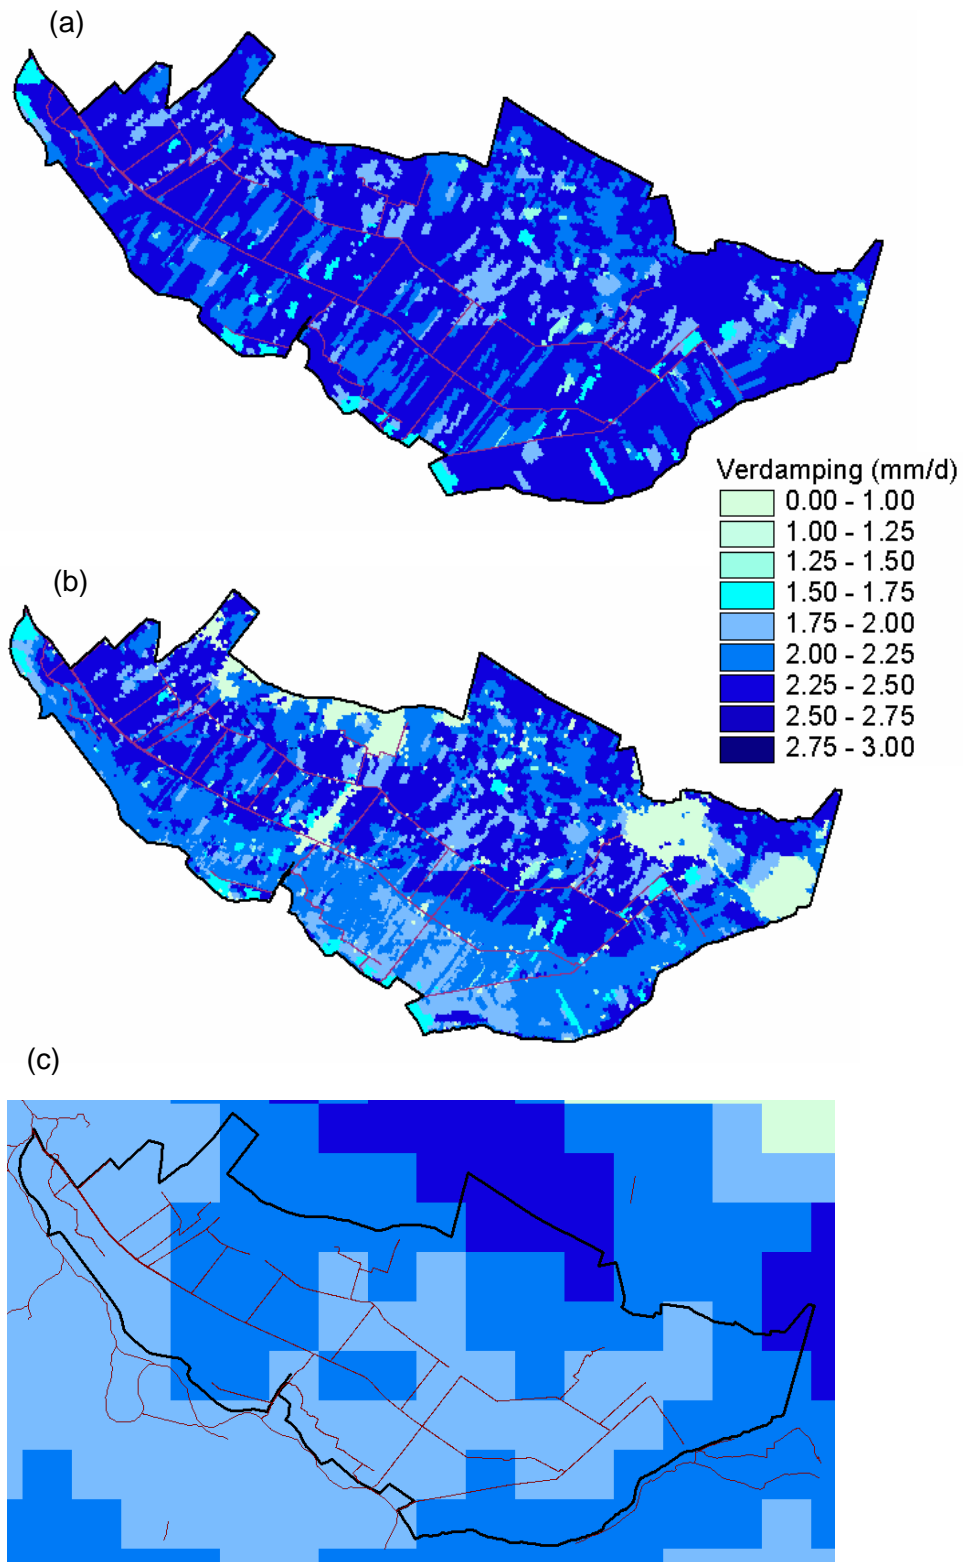 (a)
Verdamping (mm/d)
0.00 - 1.00
1.00 - 1.25
1.25 - 1.50
1.50 - 1.75
1.75 - 2.00
2.00 - 2.25
2.25 - 2.50
2.50 - 2.75
2.75 - 3.00
(b)
(c)